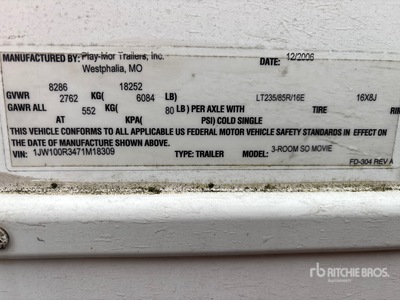 MANUFACTURED BY: Play-Mor Trailers, Inc. DATE: 12/2006
Westphalia, MO
8286 18252
GVWR 2762 KG( 6084 LB) LT235/85R/16E 16X8J
GAWR ALL 552 KG( 80 LB) PER AXLE WITH TIRE RIM
AT KPA( PSI) COLD SINGLE
THIS VEHICLE CONFORMS TO ALL APPLICABLE US FEDERAL MOTOR VEHICLE SAFETY STANDARDS IN EFFECT ON
THE DATE OF MANUFACTURE SHOWN ABOVE.
VIN: 1JW100R3471M18309 TYPE: TRAILER MODEL: 3-ROOM SO MOVIE
FD-304 REV A
rb RITCHIE BROS.